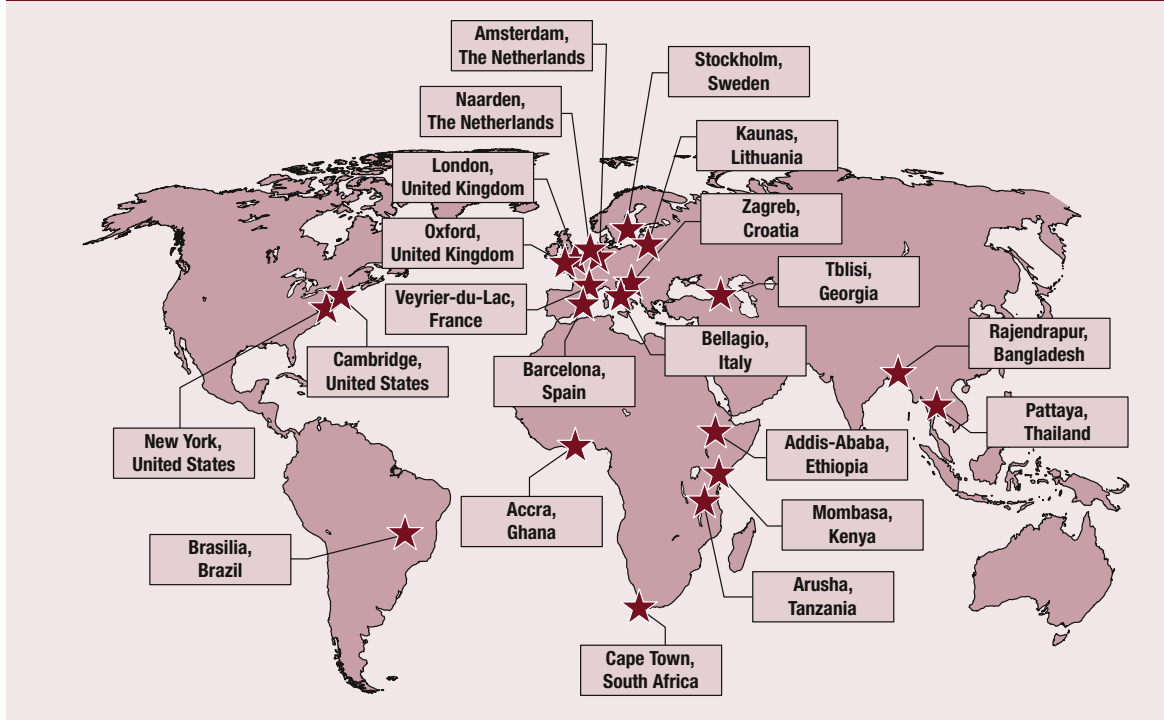 Amsterdam,
The Netherlands
Stockholm,
Sweden
Naarden,
The Netherlands
Kaunas,
Lithuania
London,
United Kingdom
Zagreb,
Croatia
Oxford,
United Kingdom
Tblisi,
Georgia
Veyrier-du-Lac,
France
Rajendrapur,
Bangladesh
Bellagio,
Italy
Cambridge,
United States
Barcelona,
Spain
Pattaya,
Thailand
New York,
United States
Addis-Ababa,
Ethiopia
Accra,
Ghana
Mombasa,
Kenya
Brasilia,
Brazil
Arusha,
Tanzania
Cape Town,
South Africa